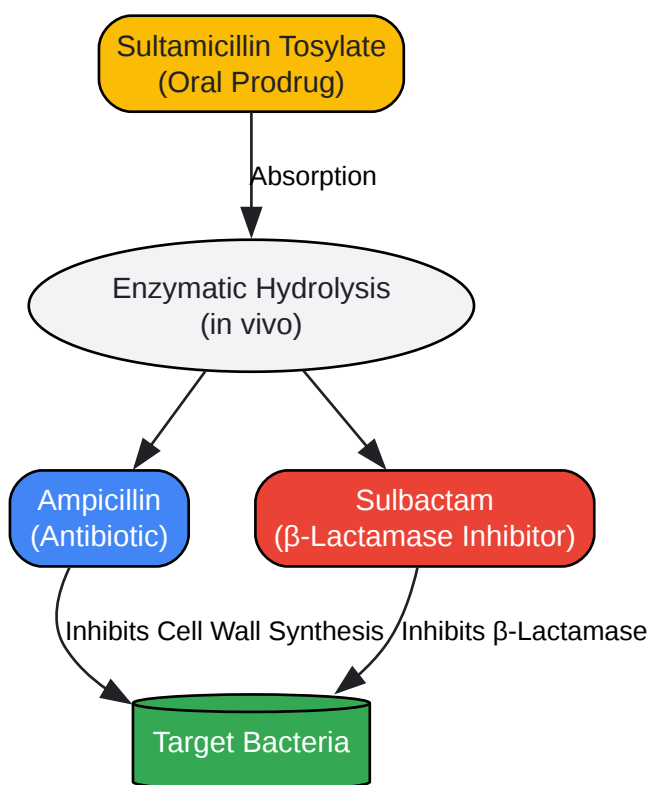 Sultamicillin Tosylate
(Oral Prodrug)
Absorption
Enzymatic Hydrolysis
(in vivo)
Ampicillin
(Antibiotic)
Sulbactam
(β-Lactamase Inhibitor)
Inhibits Cell Wall Synthesis
Inhibits β-Lactamase
Target Bacteria